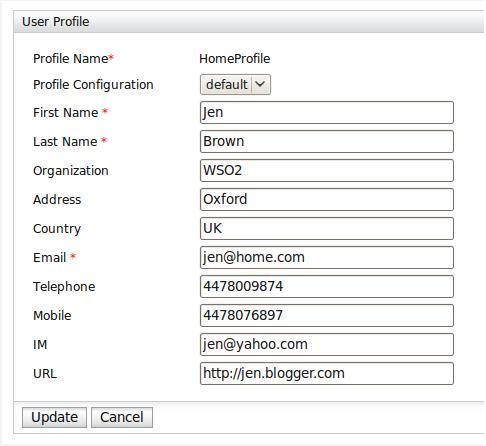 User Profile
Profile Name* HomeProfile
Profile Configuration default
First Name * Jen
Last Name * Brown
Organization WSO2
Address Oxford
Country UK
Email * jen@home.com
Telephone 4478009874
Mobile 4478076897
IM jen@yahoo.com
URL http://jen.blogger.com
Update Cancel